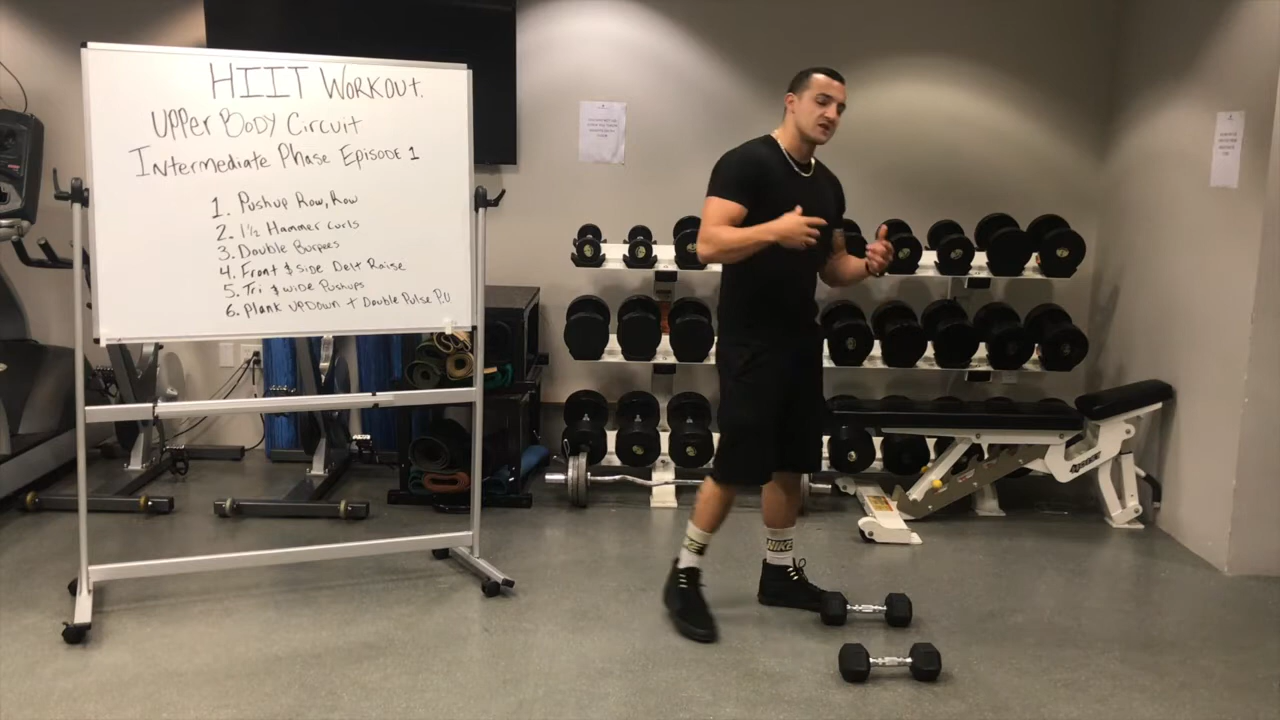 HIIT WORKOUT.
UPPER BODY CIRCUIT
INTERMEDIATE PHASE EPISODE 1
1. Pushup Row, Row
2. 1½ Hammer Curls
3. Double Burpees
4. Front & Side Delt Raise
5. Tri & wide Pushups
6. Plank UPDOWN + Double Pulse P.U
NIKE